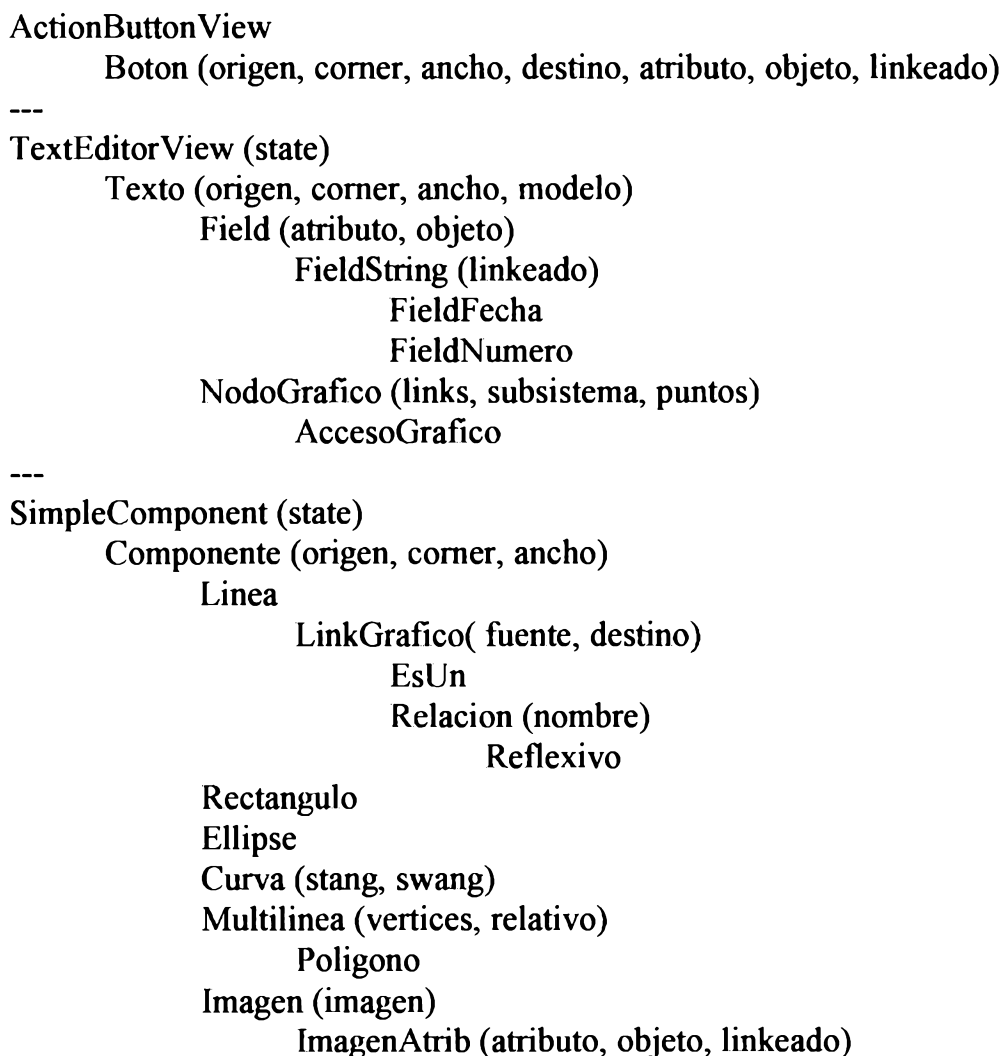 ActionButtonView
Boton (origen, corner, ancho, destino, atributo, objeto, linkeado)
---
TextEditorView (state)
Texto (origen, corner, ancho, modelo)
Field (atributo, objeto)
FieldString (linkeado)
FieldFecha
FieldNumero
NodoGrafico (links, subsistema, puntos)
AccesoGrafico
---
SimpleComponent (state)
Componente (origen, corner, ancho)
Linea
LinkGrafico( fuente, destino)
EsUn
Relacion (nombre)
Reflexivo
Rectangulo
Ellipse
Curva (stang, swang)
Multilinea (vertices, relativo)
Poligono
Imagen (imagen)
ImagenAtrib (atributo, objeto, linkeado)